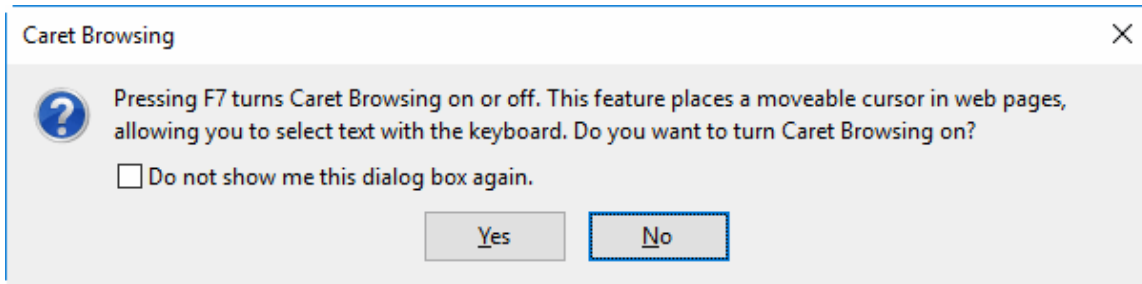 Caret Browsing
Pressing F7 turns Caret Browsing on or off. This feature places a moveable cursor in web pages,
allowing you to select text with the keyboard. Do you want to turn Caret Browsing on?
Do not show me this dialog box again.
Yes No